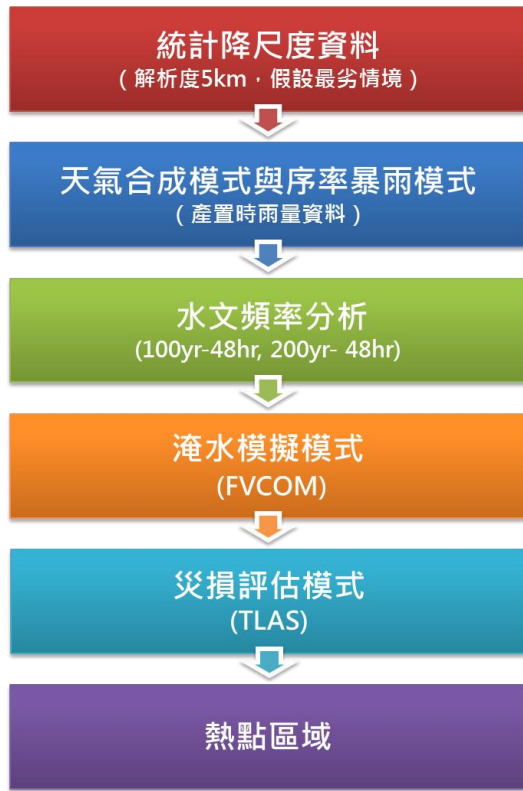 統計降尺度資料
（解析度5km，假設最劣情境）
天氣合成模式與序率暴雨模式
（產置時雨量資料）
水文頻率分析
(100yr-48hr, 200yr- 48hr)
淹水模擬模式
(FVCOM)
災損評估模式
(TLAS)
熱點區域